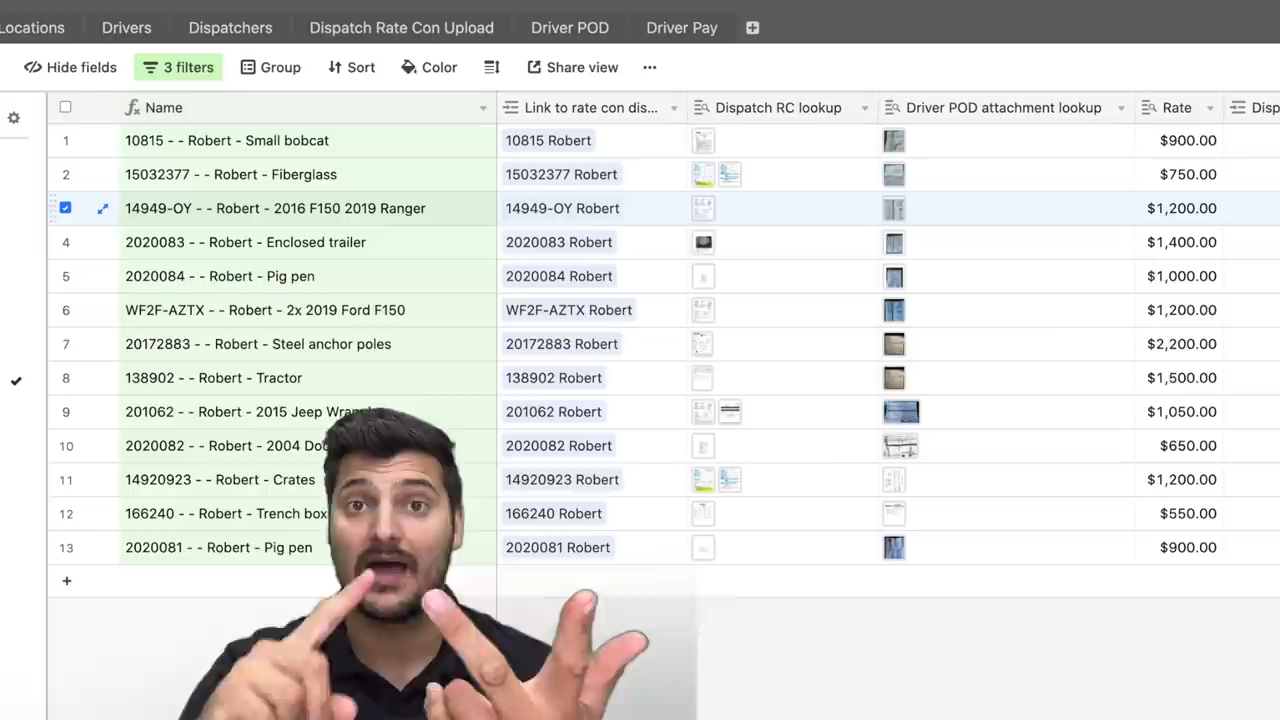 Locations Drivers Dispatchers Dispatch Rate Con Upload Driver POD Driver Pay
Hide fields 3 filters Group Sort Color Share view ...
Name Link to rate con dis... Dispatch RC lookup Driver POD attachment lookup Rate Disp
1 10815 - - Robert - Small bobcat 10815 Robert $900.00
2 15032377 - - Robert - Fiberglass 15032377 Robert $750.00
14949-OY - - Robert - 2016 F150 2019 Ranger 14949-OY Robert $1,200.00
4 2020083 - - Robert - Enclosed trailer 2020083 Robert $1,400.00
5 2020084 - - Robert - Pig pen 2020084 Robert $1,000.00
6 WF2F-AZTX - - Robert - 2x 2019 Ford F150 WF2F-AZTX Robert $1,200.00
7 20172883 - - Robert - Steel anchor poles 20172883 Robert $2,200.00
8 138902 - - Robert - Tractor 138902 Robert $1,500.00
9 201062 - - Robert - 2015 Jeep Wran 201062 Robert $1,050.00
10 2020082 - - Robert - 2004 Do 2020082 Robert $50.00
11 14920923 - - Robert - Crates 14920923 Robert $1,200.00
12 166240 - - Robert - Trench box 166240 Robert $550.00
13 2020081 - - Robert - Pig pen 2020081 Robert $900.00
+